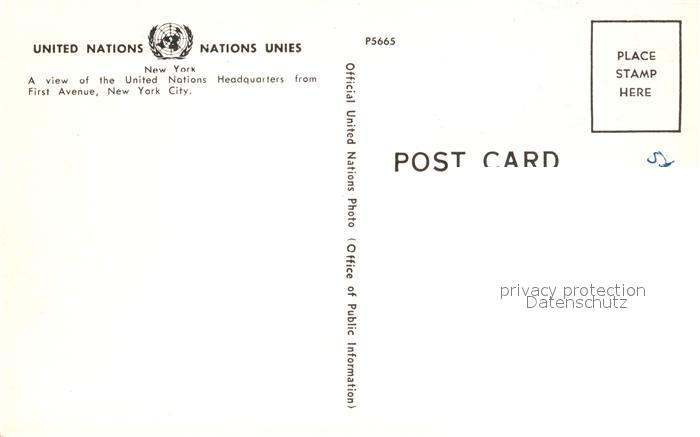 UNITED NATIONS NATIONS UNIES
New York
A view of the United Nations Headquarters from
First Avenue, New York City.
Official United Nations Photo (Office of Public Information)
P5665
PLACE
STAMP
HERE
POST CARD
privacy protection
Datenschutz